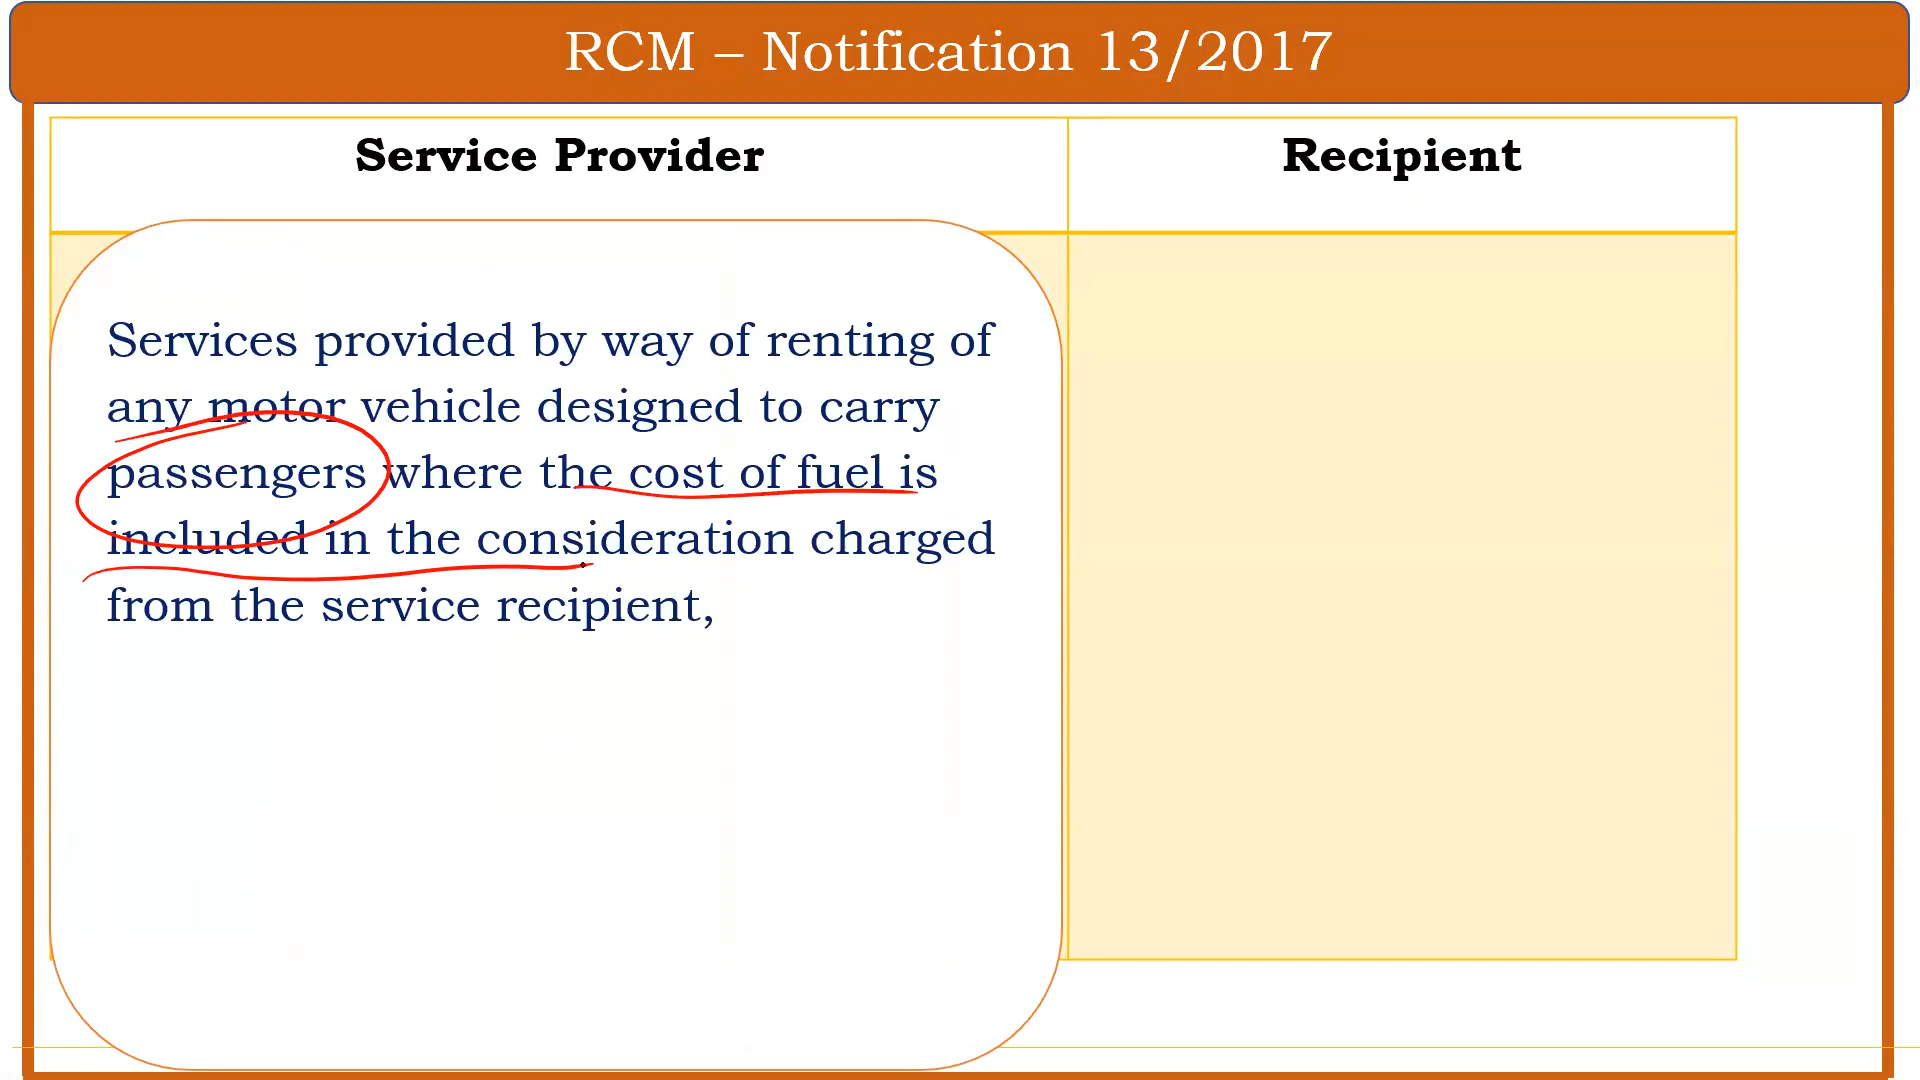 RCM – Notification 13/2017
Service Provider
Recipient
Services provided by way of renting of
any motor vehicle designed to carry
passengers where the cost of fuel is
included in the consideration charged
from the service recipient,